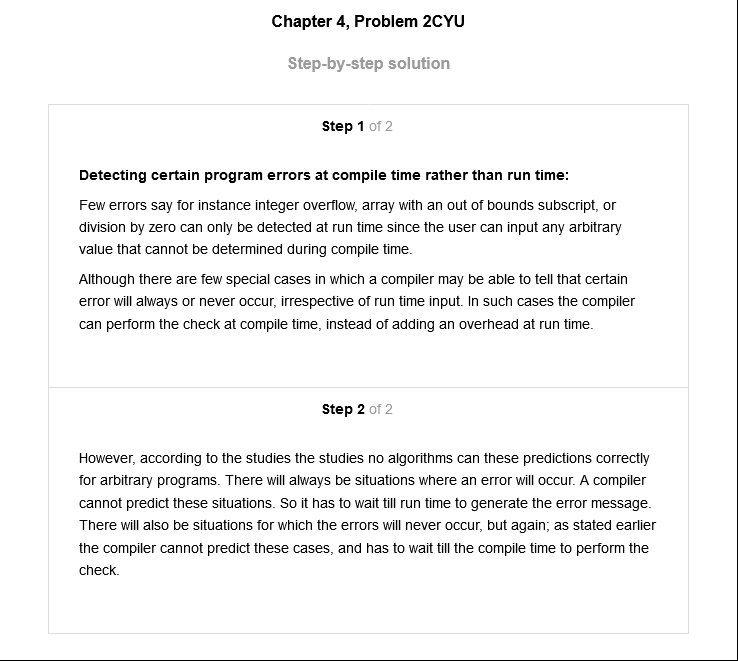 Chapter 4, Problem 2CYU
Step-by-step solution
Step 1 of 2
Detecting certain program errors at compile time rather than run time:
Few errors say for instance integer overflow, array with an out of bounds subscript, or
division by zero can only be detected at run time since the user can input any arbitrary
value that cannot be determined during compile time.
Although there are few special cases in which a compiler may be able to tell that certain
error will always or never occur, irrespective of run time input. In such cases the compiler
can perform the check at compile time, instead of adding an overhead at run time.
Step 2 of 2
However, according to the studies the studies no algorithms can these predictions correctly
for arbitrary programs. There will always be situations where an error will occur. A compiler
cannot predict these situations. So it has to wait till run time to generate the error message.
There will also be situations for which the errors will never occur, but again; as stated earlier
the compiler cannot predict these cases, and has to wait till the compile time to perform the
check.